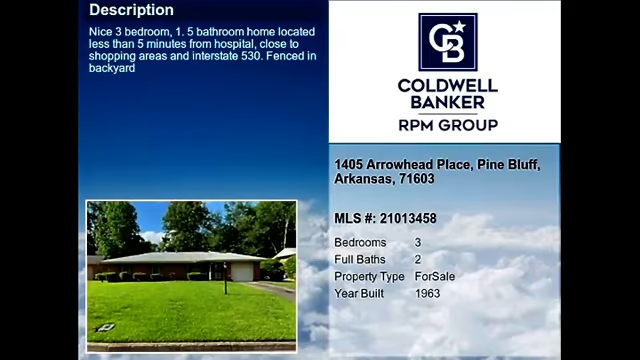 Description
Nice 3 bedroom, 1. 5 bathroom home located
less than 5 minutes from hospital, close to
shopping areas and interstate 530. Fenced in
backyard
CB
COLDWELL
BANKER
RPM GROUP
1405 Arrowhead Place, Pine Bluff,
Arkansas, 71603
MLS #: 21013458
Bedrooms 3
Full Baths 2
Property Type ForSale
Year Built 1963